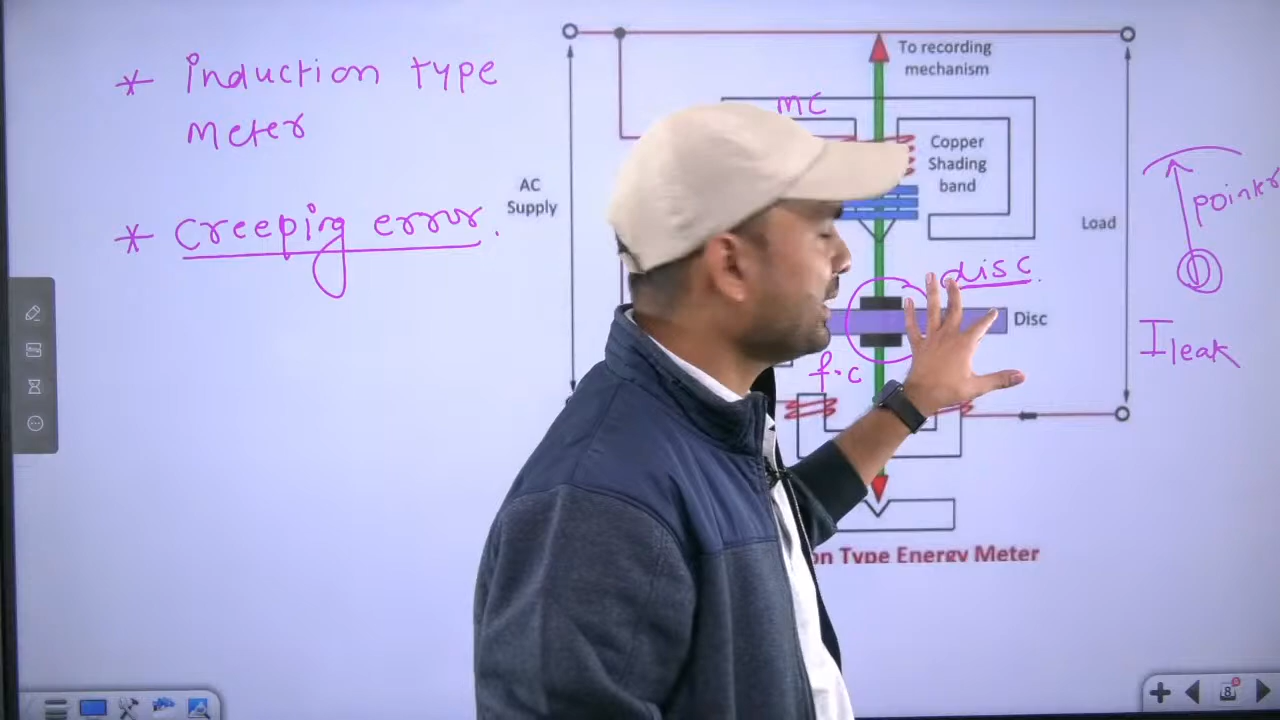 * induction type
meter
* creeping error.
AC
Supply
To recording
mechanism
MC
Copper
Shading
band
Load
pointer
disc.
Disc
I leak
f.c
on Type Energy Meter
8